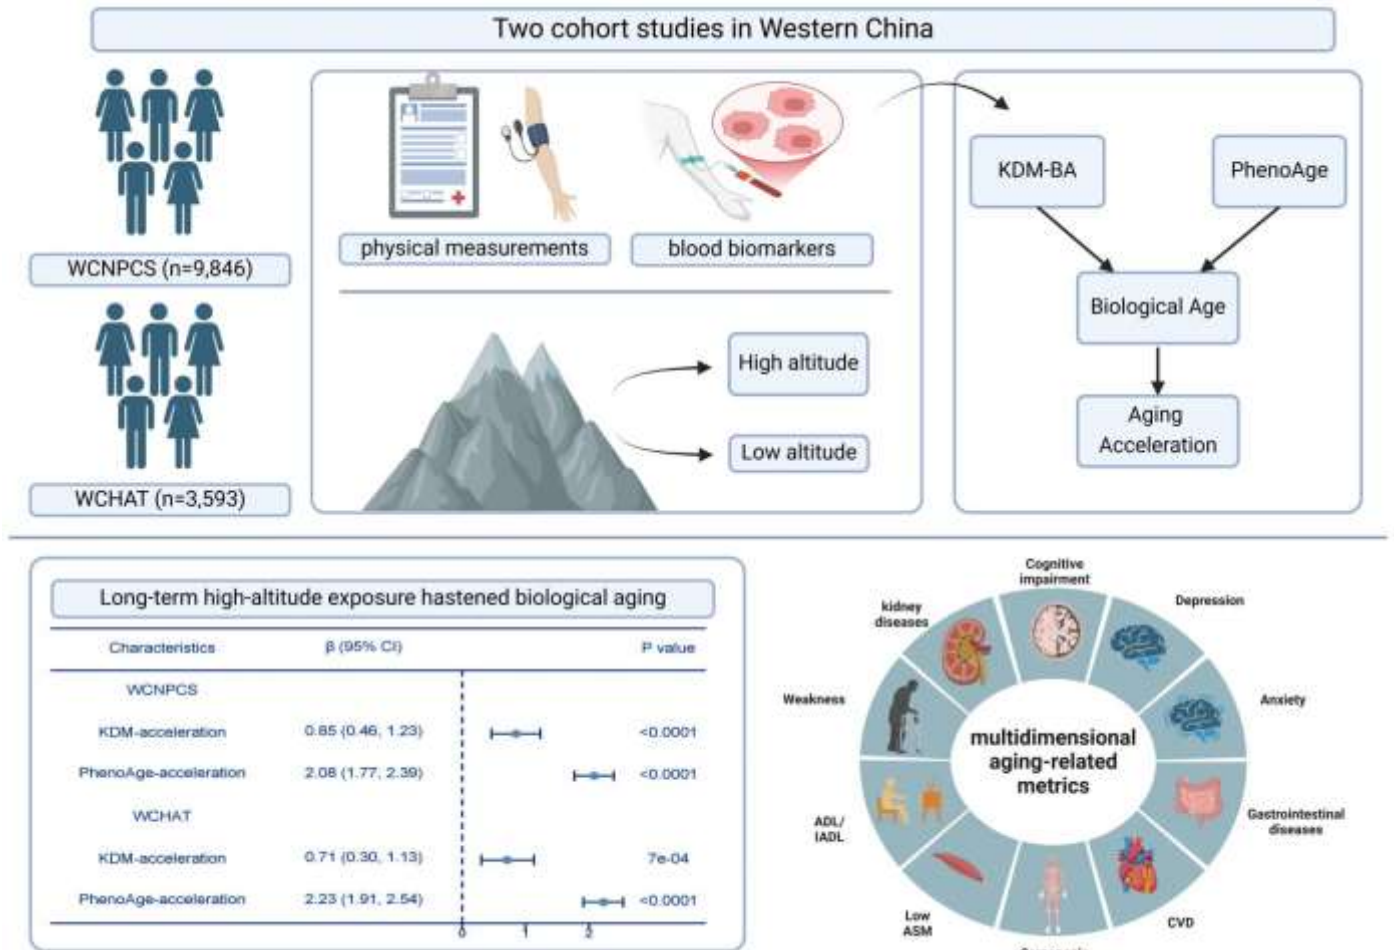 Two cohort studies in Western China
WCNPCS (n=9,846)
WCHAT (n=3,593)
physical measurements
blood biomarkers
High altitude
Low altitude
KDM-BA
PhenoAge
Biological Age
Aging
Acceleration
Long-term high-altitude exposure hastened biological aging
Characteristics β (95% CI) P value
WCNPCS
KDM-acceleration 0.85 (0.46, 1.23) <0.0001
PhenoAge-acceleration 2.08 (1.77, 2.39) <0.0001
WCHAT
KDM-acceleration 0.71 (0.30, 1.13) 7e-04
PhenoAge-acceleration 2.23 (1.91, 2.54) <0.0001
0 1 2
Cognitive
impairment
Depression
Anxiety
Gastrointestinal
diseases
CVD
Low
ASM
ADL/
IADL
Weakness
kidney
diseases
multidimensional
aging-related
metrics